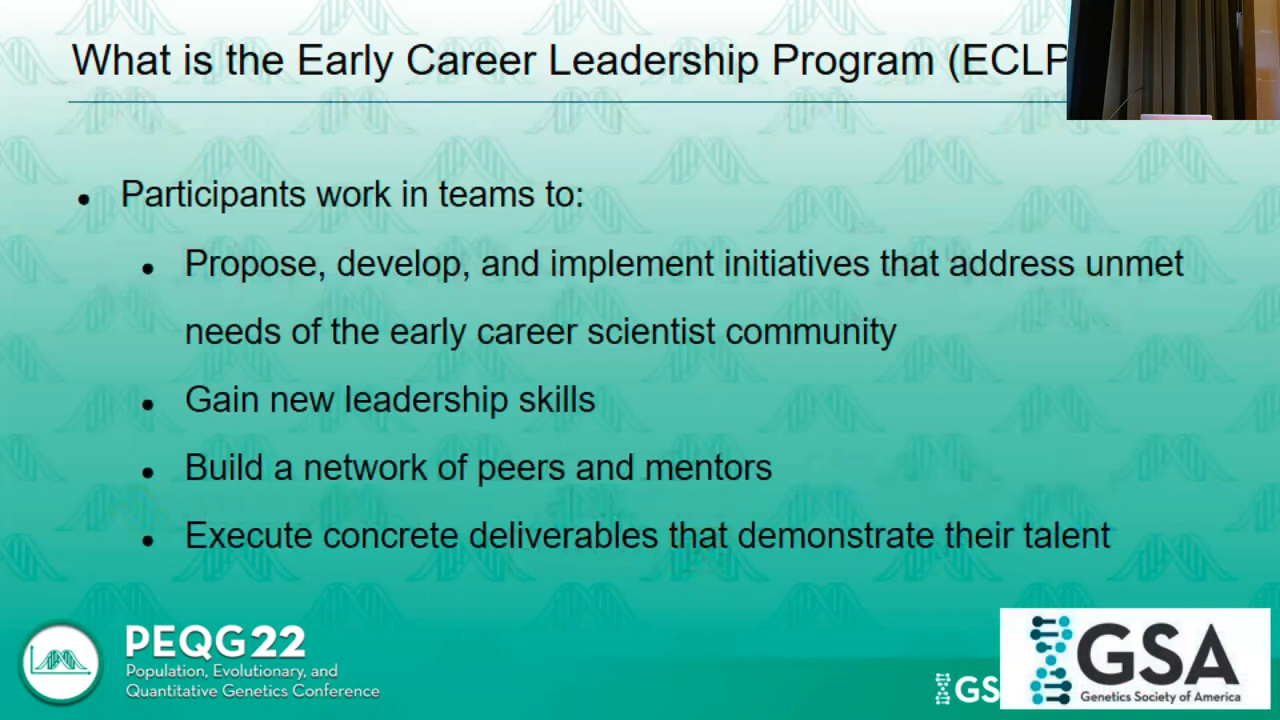 What is the Early Career Leadership Program (ECLP
Participants work in teams to:
Propose, develop, and implement initiatives that address unmet
needs of the early career scientist community
Gain new leadership skills
Build a network of peers and mentors
Execute concrete deliverables that demonstrate their talent
PEQG22
Population, Evolutionary, and
Quantitative Genetics Conference
GS
GSA
Genetics Society of America